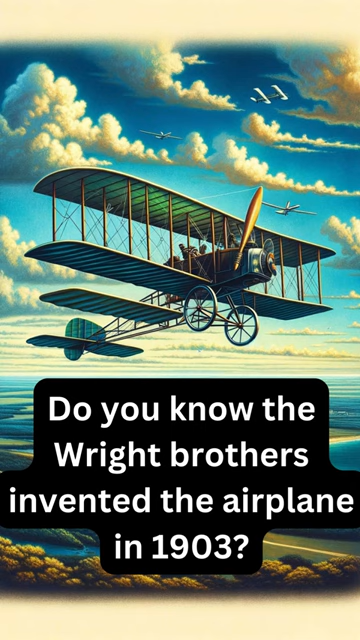 Do you know the
Wright brothers
invented the airplane
in 1903?